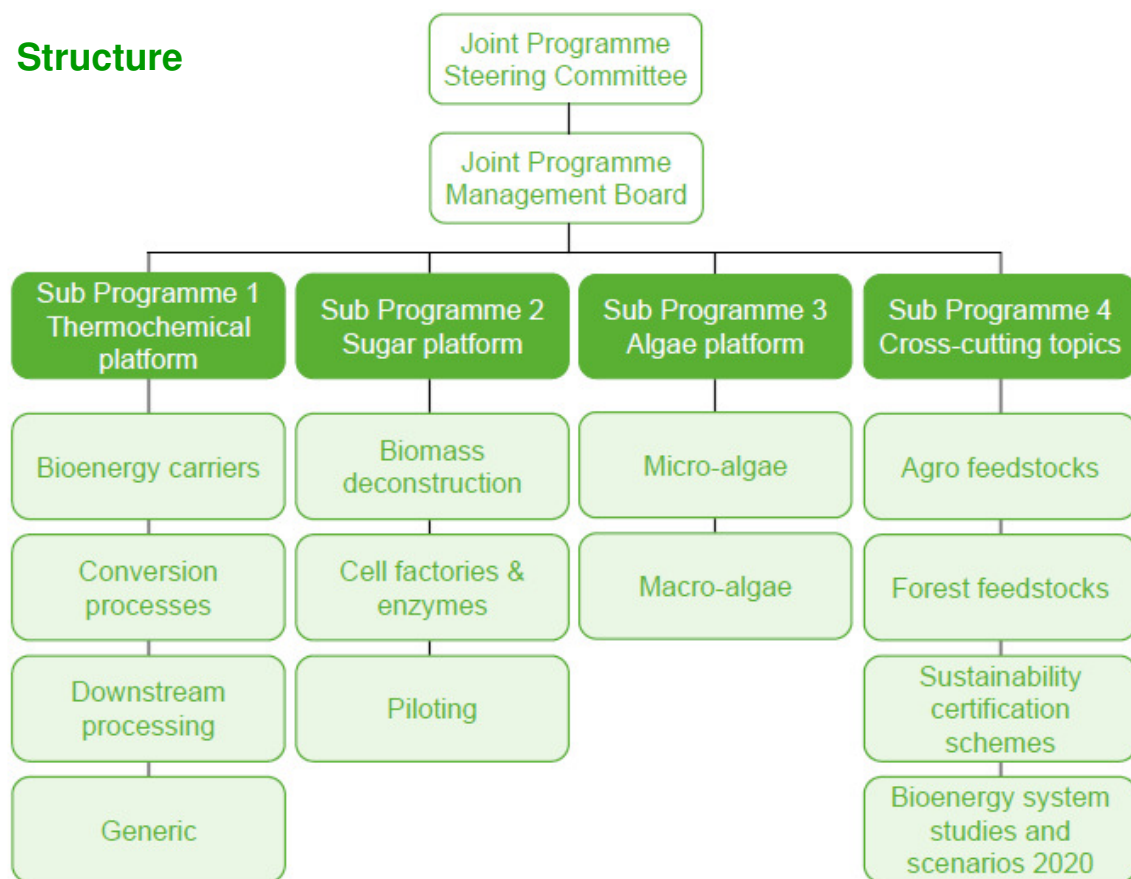 Structure
Joint Programme
Steering Committee
Joint Programme
Management Board
Sub Programme 1
Thermochemical
platform
Sub Programme 2
Sugar platform
Sub Programme 3
Algae platform
Sub Programme 4
Cross-cutting topics
Bioenergy carriers
Biomass
deconstruction
Micro-algae
Agro feedstocks
Conversion
processes
Cell factories &
enzymes
Macro-algae
Forest feedstocks
Downstream
processing
Piloting
Sustainability
certification
schemes
Generic
Bioenergy system
studies and
scenarios 2020